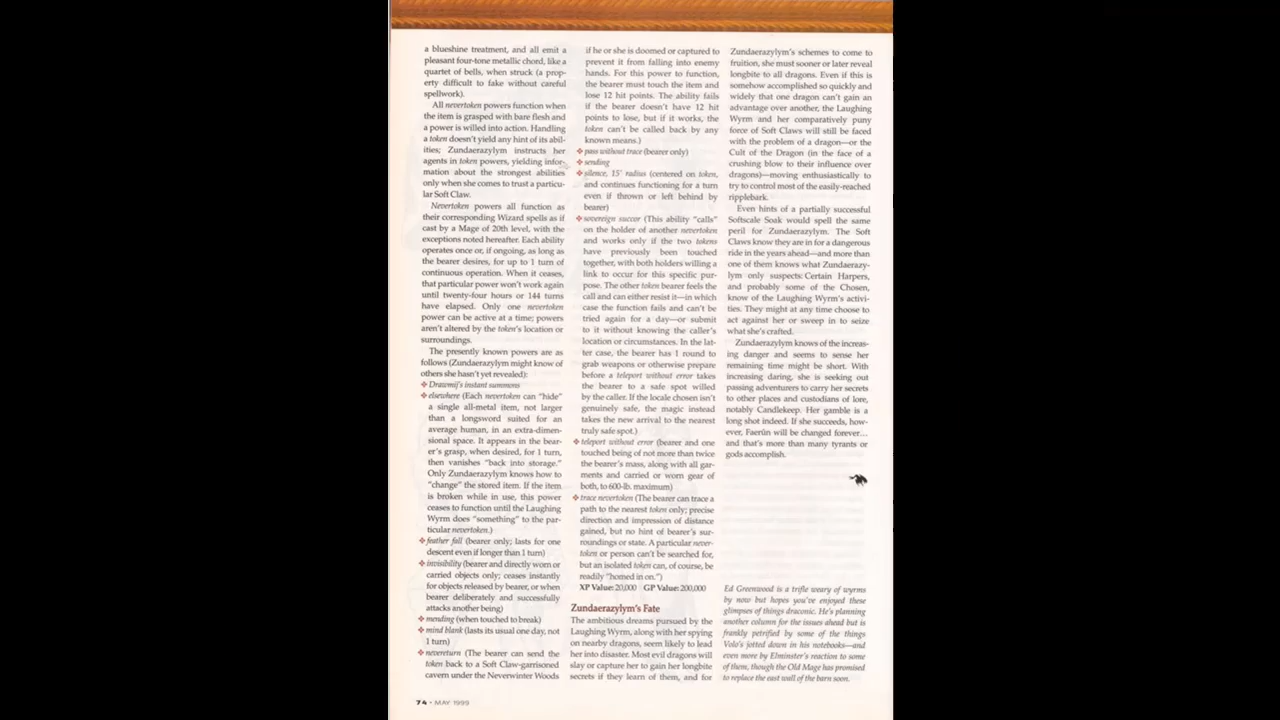 a blueshine treatment, and all emit a
pleasant four-tone metallic chord, like a
quartet of bells, when struck (a prop-
erty difficult to fake without careful
spellwork).
All nevertoken powers function when
the item is grasped with bare flesh and
a power is willed into action. Handling
a token doesn't yield any hint of its abil-
ities; Zundaerazylym instructs her
agents in token powers, yielding infor-
mation about the strongest abilities
only when she comes to trust a particu-
lar Soft Claw.
Nevertoken powers all function as
their corresponding Wizard spells as if
cast by a Mage of 20th level, with the
exceptions noted hereafter. Each ability
operates once or, if ongoing, as long as
the bearer desires, for up to 1 turn of
continuous operation. When it ceases,
that particular power won't work again
until twenty-four hours or 144 turns
have elapsed. Only one nevertoken
power can be active at a time; powers
aren't altered by the token's location or
surroundings.
The presently known powers are as
follows (Zundaerazylym might know of
others she hasn't yet revealed):
❖ Drawmij's instant summons
❖ elsewhere (Each nevertoken can "hide"
a single all-metal item, not larger
than a longsword suited for an
average human, in an extra-dimen-
sional space. It appears in the bear-
er's grasp, when desired, for 1 turn,
then vanishes "back into storage."
Only Zundaerazylym knows how to
"change" the stored item. If the item
is broken while in use, this power
ceases to function until the Laughing
Wyrm does "something" to the par-
ticular nevertoken.)
❖ feather fall (bearer only; lasts for one
descent even if longer than 1 turn)
❖ invisibility (bearer and directly worn or
carried objects only; ceases instantly
for objects released by bearer, or when
bearer deliberately and successfully
attacks another being)
❖ mending (when touched to break)
❖ mind blank (lasts its usual one day, not
1 turn)
❖ nevereturn (The bearer can send the
token back to a Soft Claw-garrisoned
cavern under the Neverwinter Woods
if he or she is doomed or captured to
prevent it from falling into enemy
hands. For this power to function,
the bearer must touch the item and
lose 12 hit points. The ability fails
if the bearer doesn't have 12 hit
points to lose, but if it works, the
token can't be called back by any
known means.)
❖ pass without trace (bearer only)
❖ sending
❖ silence, 15' radius (centered on token,
and continues functioning for a turn
even if thrown or left behind by
bearer)
❖ sovereign succor (This ability "calls"
on the holder of another nevertoken
and works only if the two tokens
have previously been touched
together, with both holders willing a
link to occur for this specific pur-
pose. The other token bearer feels the
call and can either resist it—in which
case the function fails and can't be
tried again for a day—or submit
to it without knowing the caller's
location or circumstances. In the lat-
ter case, the bearer has 1 round to
grab weapons or otherwise prepare
before a teleport without error takes
the bearer to a safe spot willed
by the caller. If the locale chosen isn't
genuinely safe, the magic instead
takes the new arrival to the nearest
truly safe spot.)
❖ teleport without error (bearer and one
touched being of not more than twice
the bearer's mass, along with all gar-
ments and carried or worn gear of
both, to 600-lb. maximum)
❖ trace nevertoken (The bearer can trace a
path to the nearest token only; precise
direction and impression of distance
gained, but no hint of bearer's sur-
roundings or state. A particular never-
token or person can't be searched for,
but an isolated token can, of course, be
readily "homed in on.")
XP Value: 20,000 GP Value: 200,000
Zundaerazylym's Fate
The ambitious dreams pursued by the
Laughing Wyrm, along with her spying
on nearby dragons, seem likely to lead
her into disaster. Most evil dragons will
slay or capture her to gain her longbite
secrets if they learn of them, and for
Zundaerazylym's schemes to come to
fruition, she must sooner or later reveal
longbite to all dragons. Even if this is
somehow accomplished so quickly and
widely that one dragon can't gain an
advantage over another, the Laughing
Wyrm and her comparatively puny
force of Soft Claws will still be faced
with the problem of a dragon—or the
Cult of the Dragon (in the face of a
crushing blow to their influence over
dragons)—moving enthusiastically to
try to control most of the easily-reached
ripplebark.
Even hints of a partially successful
Softscale Soak would spell the same
peril for Zundaerazylym. The Soft
Claws know they are in for a dangerous
ride in the years ahead—and more than
one of them knows what Zundaerazy-
lym only suspects: Certain Harpers,
and probably some of the Chosen,
know of the Laughing Wyrm's activi-
ties. They might at any time choose to
act against her or sweep in to seize
what she's crafted.
Zundaerazylym knows of the increas-
ing danger and seems to sense her
remaining time might be short. With
increasing daring, she is seeking out
passing adventurers to carry her secrets
to other places and custodians of lore,
notably Candlekeep. Her gamble is a
long shot indeed. If she succeeds, how-
ever, Faerûn will be changed forever...
and that's more than many tyrants or
gods accomplish.
Ed Greenwood is a trifle weary of wyrms
by now but hopes you've enjoyed these
glimpses of things draconic. He's planning
another column for the issues ahead but is
frankly petrified by some of the things
Volo's jotted down in his notebooks—and
even more by Elminster's reaction to some
of them, though the Old Mage has promised
to replace the east wall of the barn soon.
74 • MAY 1999